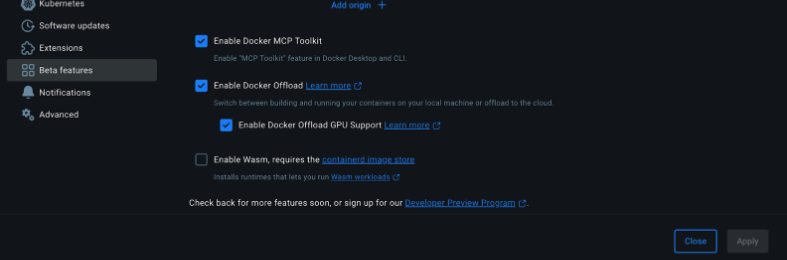 Kubernetes
Software updates
Extensions
Beta features
Notifications
Advanced
Add origin +
Enable Docker MCP Toolkit
Enable "MCP Toolkit" feature in Docker Desktop and CLI.
Enable Docker Offload Learn more
Switch between building and running your containers on your local machine or offload to the cloud.
Enable Docker Offload GPU Support Learn more
Enable Wasm, requires the containerd image store
Installs runtimes that lets you run Wasm workloads
Check back for more features soon, or sign up for our Developer Preview Program.
Close
Apply